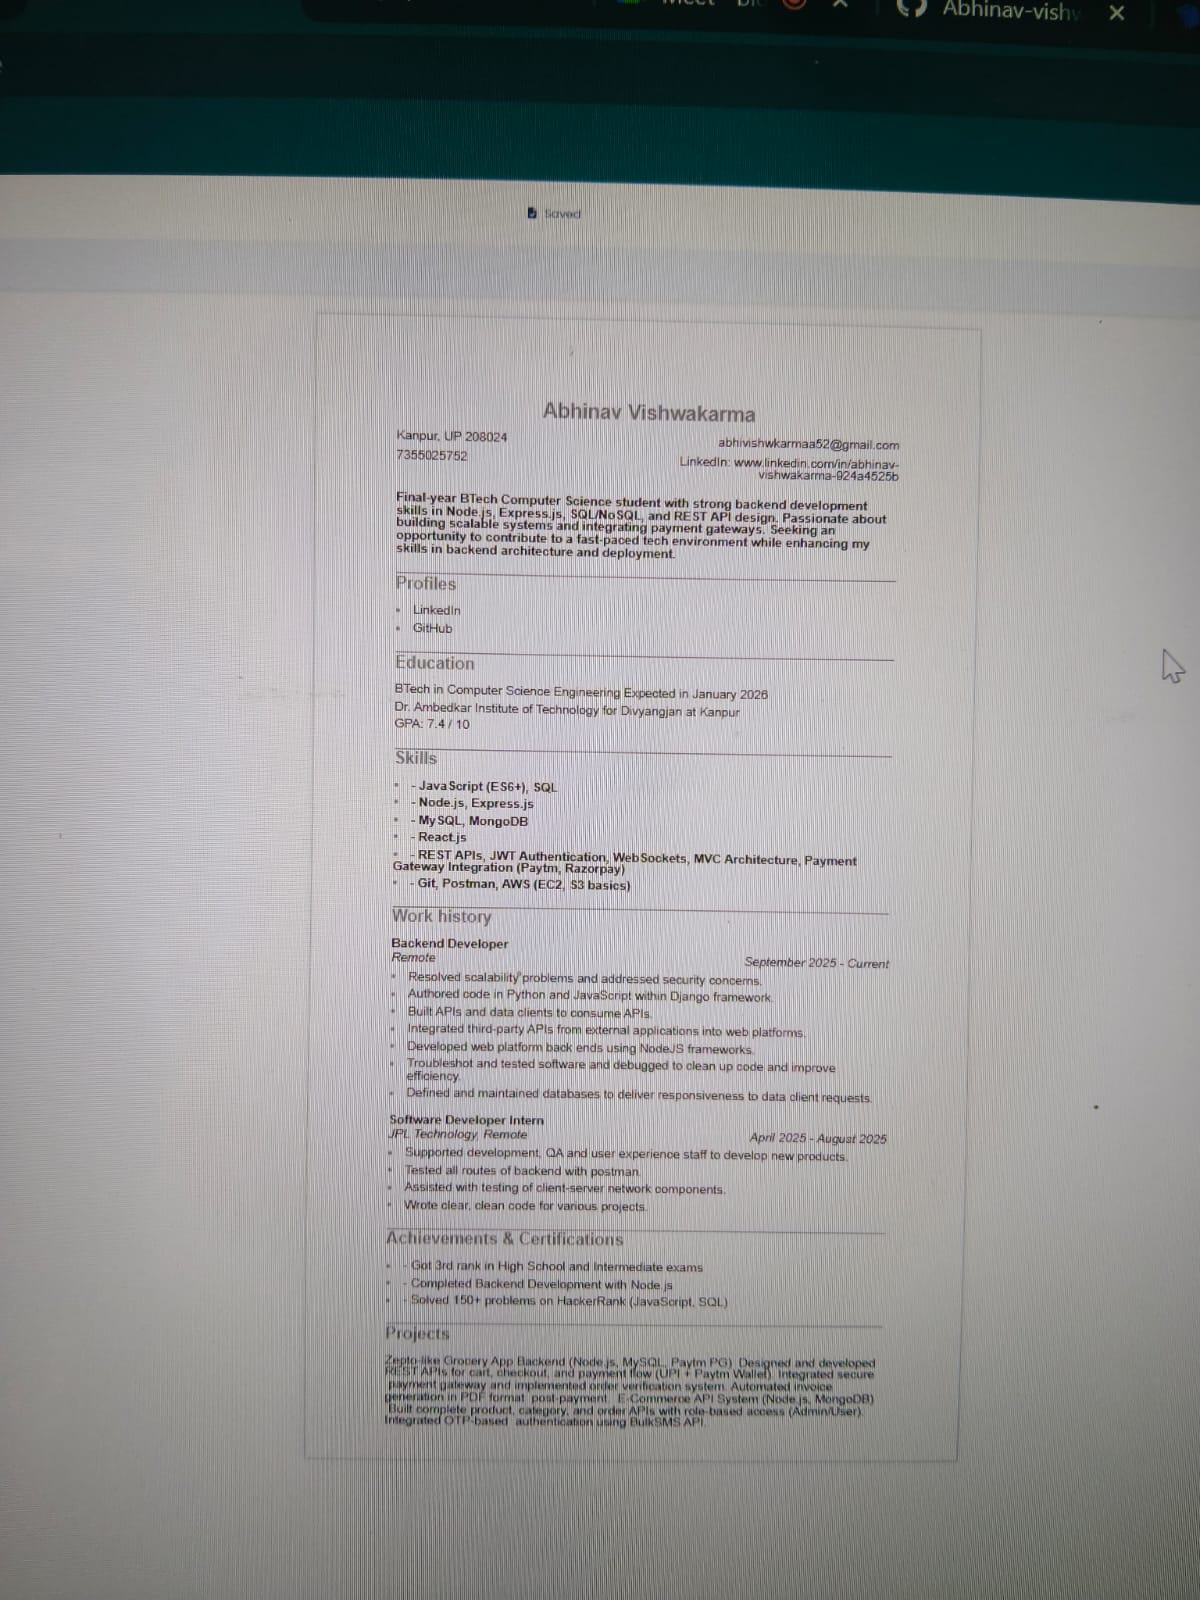 Abhinav-vishw
Saved
Abhinav Vishwakarma
Kanpur, UP 208024
7355025752
abhivishwkarmaa52@gmail.com
LinkedIn: www.linkedin.com/in/abhinav-
vishwakarma-924a4525b
Final-year BTech Computer Science student with strong backend development
skills in Node.js, Express.js, SQL/NoSQL, and REST API design. Passionate about
building scalable systems and integrating payment gateways. Seeking an
opportunity to contribute to a fast-paced tech environment while enhancing my
skills in backend architecture and deployment.
Profiles
LinkedIn
GitHub
Education
BTech in Computer Science Engineering Expected in January 2026
Dr. Ambedkar Institute of Technology for Divyangjan at Kanpur
GPA: 7.4 / 10
Skills
- JavaScript (ES6+), SQL
- Node.js, Express.js
- MySQL, MongoDB
- React.js
- REST APIs, JWT Authentication, WebSockets, MVC Architecture, Payment
Gateway Integration (Paytm, Razorpay)
- Git, Postman, AWS (EC2, S3 basics)
Work history
Backend Developer
Remote September 2025 - Current
Resolved scalability problems and addressed security concerns.
Authored code in Python and JavaScript within Django framework.
Built APIs and data clients to consume APIs.
Integrated third-party APIs from external applications into web platforms.
Developed web platform back ends using NodeJS frameworks.
Troubleshot and tested software and debugged to clean up code and improve
efficiency.
Defined and maintained databases to deliver responsiveness to data client requests.
Software Developer Intern
JPL Technology, Remote April 2025 - August 2025
Supported development, QA and user experience staff to develop new products.
Tested all routes of backend with postman.
Assisted with testing of client-server network components.
Wrote clear, clean code for various projects.
Achievements & Certifications
- Got 3rd rank in High School and Intermediate exams
- Completed Backend Development with Node.js
- Solved 150+ problems on HackerRank (JavaScript, SQL)
Projects
Zepto-like Grocery App Backend (Node.js, MySQL, Paytm PG) Designed and developed
REST APIs for cart, checkout, and payment flow (UPI + Paytm Wallet). Integrated secure
payment gateway and implemented order verification system. Automated invoice
generation in PDF format post-payment. E-Commerce API System (Node.js, MongoDB)
Built complete product, category, and order APIs with role-based access (Admin/User).
Integrated OTP-based authentication using BulkSMS API.